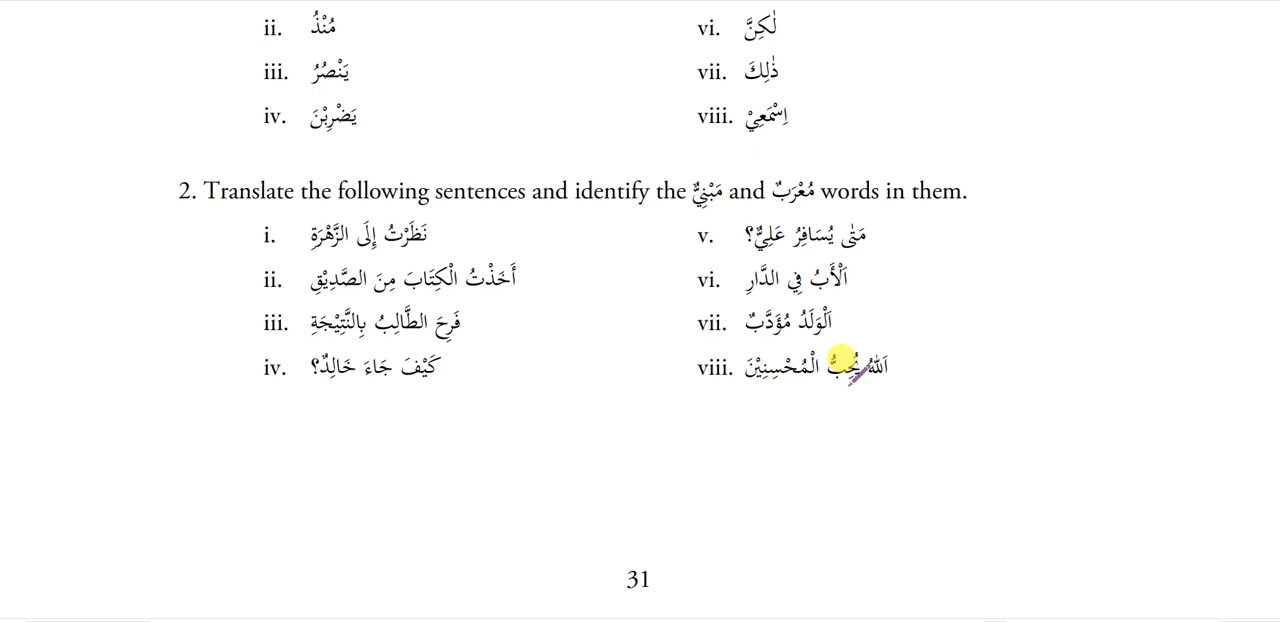 ii. مُنْذُ vi. لٰكِنَّ
iii. يَنْصُرُ vii. ذٰلِكَ
iv. يَضْرِبْنَ viii. اِسْمَعِيْ
2. Translate the following sentences and identify the مَبْنِيٌّ and مُعْرَبٌ words in them.
i. نَظَرْتُ إِلَى الزَّهْرَةِ v. مَتٰى يُسَافِرُ عَلِيٌّ؟
ii. أَخَذْتُ الْكِتَابَ مِنَ الصَّدِيْقِ vi. اَلْأَبُ فِي الدَّارِ
iii. فَرِحَ الطَّالِبُ بِالنَّتِيْجَةِ vii. اَلْوَلَدُ مُؤَدَّبٌ
iv. كَيْفَ جَاءَ خَالِدٌ؟ viii. اَللّٰهُ يُحِبُّ الْمُحْسِنِيْنَ
31